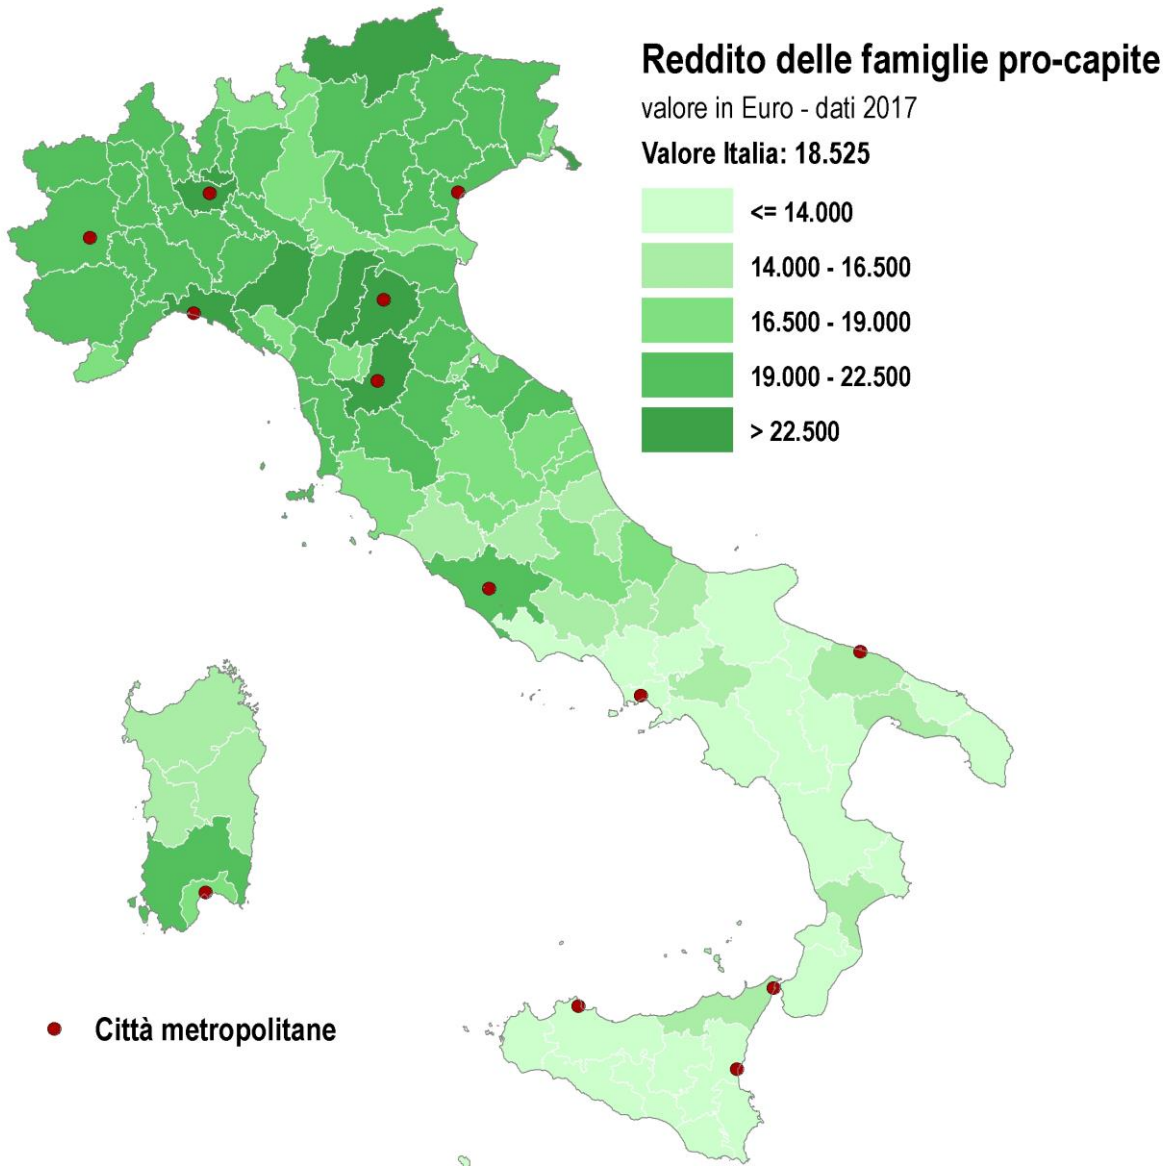 Reddito delle famiglie pro-capite
valore in Euro - dati 2017
Valore Italia: 18.525
<= 14.000
14.000 - 16.500
16.500 - 19.000
19.000 - 22.500
> 22.500
Città metropolitane